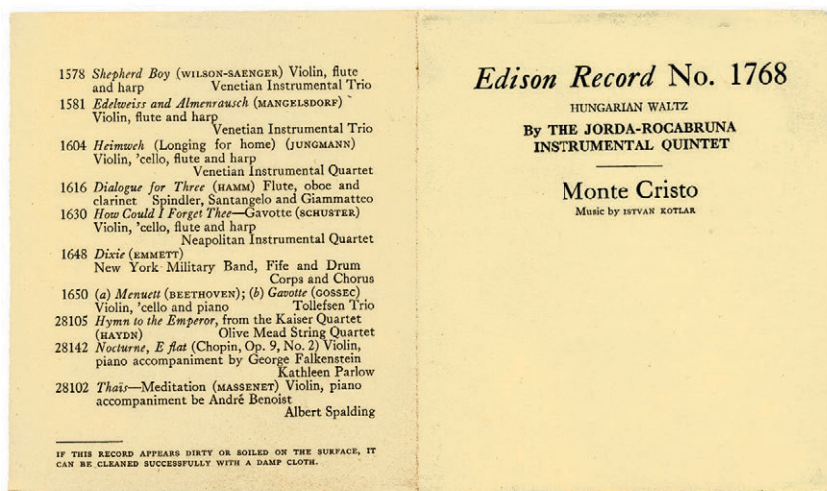 1578 Shepherd Boy (WILSON-SAENGER) Violin, flute
and harp Venetian Instrumental Trio
1581 Edelweiss and Almenrausch (MANGELSDORF)
Violin, flute and harp
Venetian Instrumental Trio
1604 Heimweh (Longing for home) (JUNGMANN)
Violin, 'cello, flute and harp
Venetian Instrumental Quartet
1616 Dialogue for Three (HAMM) Flute, oboe and
clarinet Spindler, Santangelo and Giammatteo
1630 How Could I Forget Thee—Gavotte (SCHUSTER)
Violin, 'cello, flute and harp
Neapolitan Instrumental Quartet
1648 Dixie (EMMETT)
New York Military Band, Fife and Drum
Corps and Chorus
1650 (a) Menuett (BEETHOVEN); (b) Gavotte (GOSSEC)
Violin, 'cello and piano Tollefsen Trio
28105 Hymn to the Emperor, from the Kaiser Quartet
(HAYDN) Olive Mead String Quartet
28142 Nocturne, E flat (Chopin, Op. 9, No. 2) Violin,
piano accompaniment by George Falkenstein
Kathleen Parlow
28102 Thaïs—Meditation (MASSENET) Violin, piano
accompaniment be André Benoist
Albert Spalding
IF THIS RECORD APPEARS DIRTY OR SOILED ON THE SURFACE, IT
CAN BE CLEANED SUCCESSFULLY WITH A DAMP CLOTH.
Edison Record No. 1768
HUNGARIAN WALTZ
By THE JORDA-ROCABRUNA
INSTRUMENTAL QUINTET
Monte Cristo
Music by ISTVAN KOTLAR